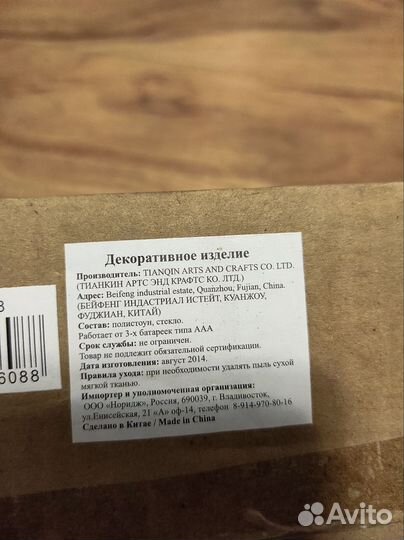 Декоративное изделие
Производитель: TIANQIN ARTS AND CRAFTS CO. LTD.
(ТИАНКИН АРТС ЭНД КРАФТС КО. ЛТД.)
Адрес: Beifeng industrial estate, Quanzhou, Fujian, China.
(БЕЙФЕНГ ИНДАСТРИАЛ ИСТЕЙТ, КУАНЖОУ,
ФУДЖИАН, КИТАЙ)
Состав: полистоун, стекло.
Работает от 3-х батареек типа ААА
Срок службы: не ограничен.
Товар не подлежит обязательной сертификации.
Дата изготовления: август 2014.
Правила ухода: при необходимости удалять пыль сухой
мягкой тканью.
Импортер и уполномоченная организация:
ООО «Норидж», Россия, 690039, г. Владивосток,
ул.Енисейская, 21 «А» оф-14, телефон 8-914-970-80-16
Сделано в Китае / Made in China
8
6088
Avito